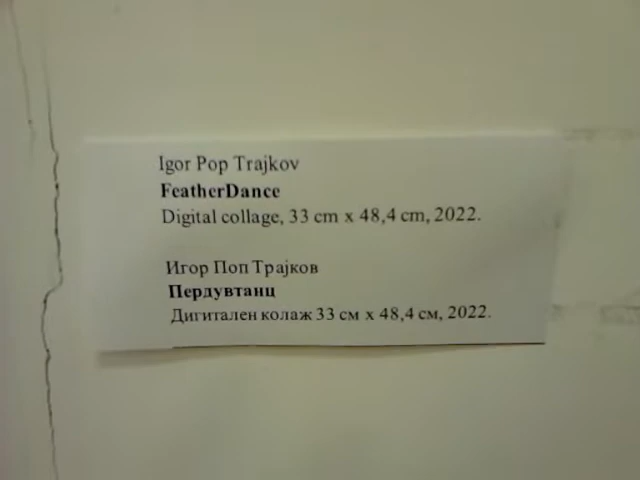 Igor Pop Trajkov
FeatherDance
Digital collage, 33 cm x 48,4 cm, 2022.
Игор Поп Трајков
Пердувтанц
Дигитален колаж 33 см x 48,4 см, 2022.